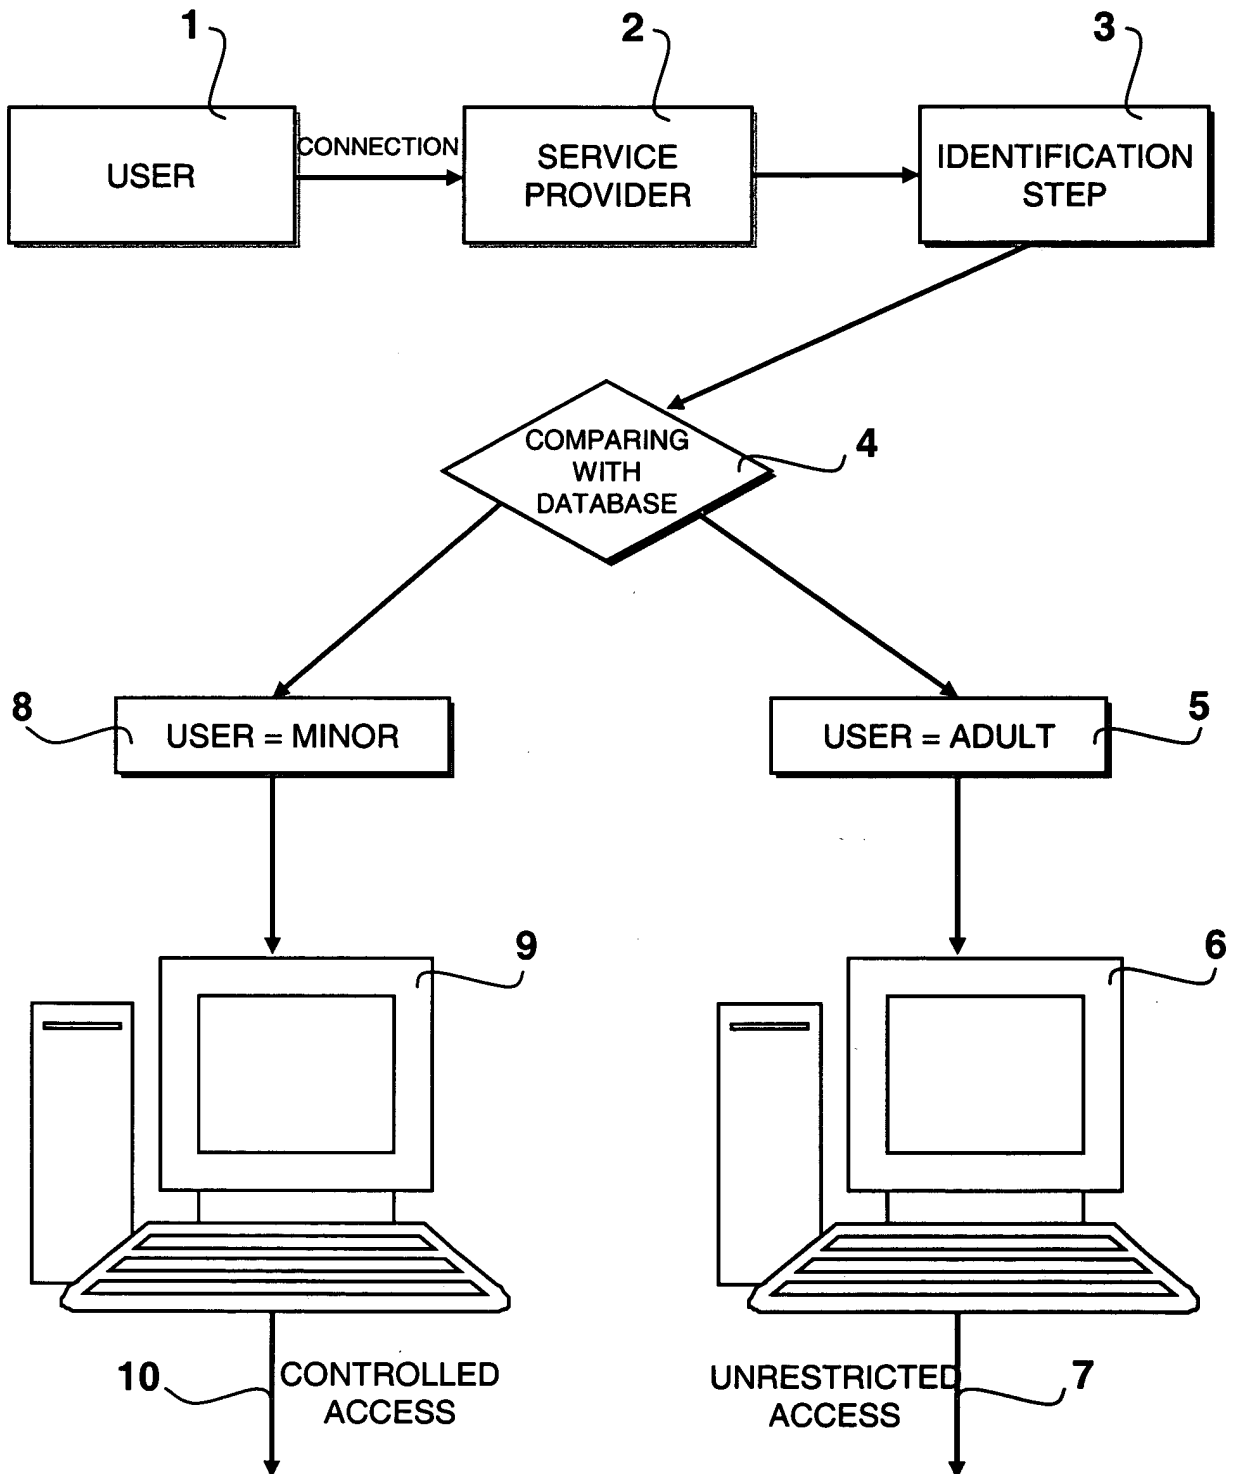 1
2
3
USER
CONNECTION
SERVICE
PROVIDER
IDENTIFICATION
STEP
COMPARING
WITH
DATABASE
4
8
USER = MINOR
USER = ADULT
5
9
6
10
CONTROLLED
ACCESS
UNRESTRICTED
ACCESS
7